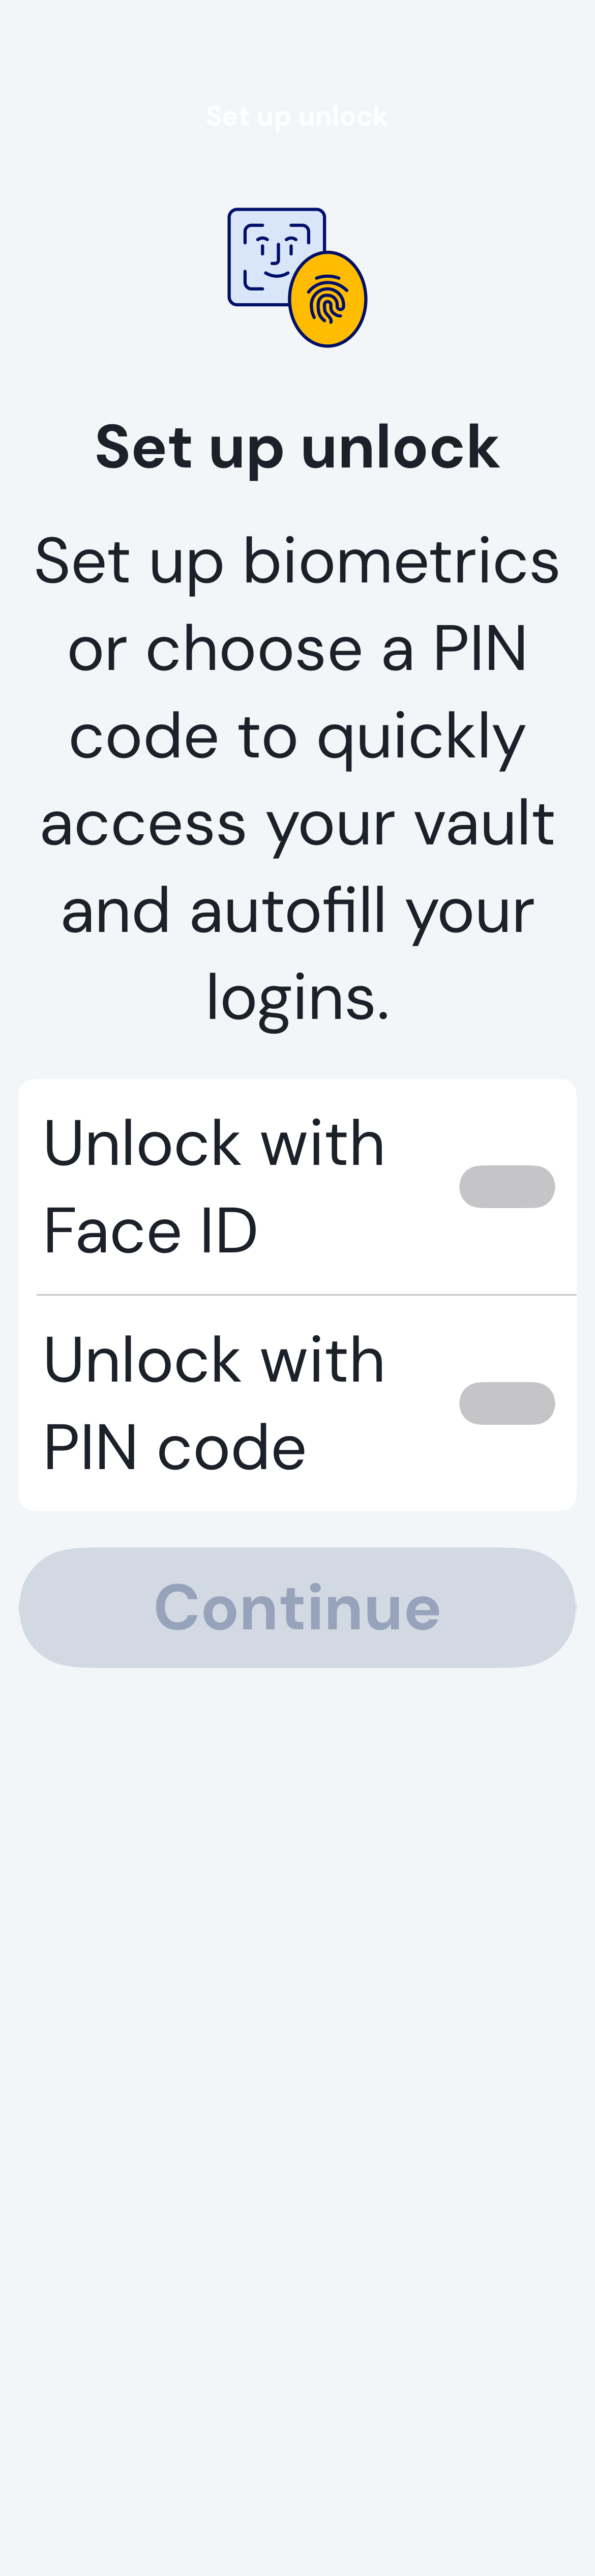 Set up unlock
Set up unlock
Set up biometrics
or choose a PIN
code to quickly
access your vault
and autofill your
logins.
Unlock with
Face ID
Unlock with
PIN code
Continue